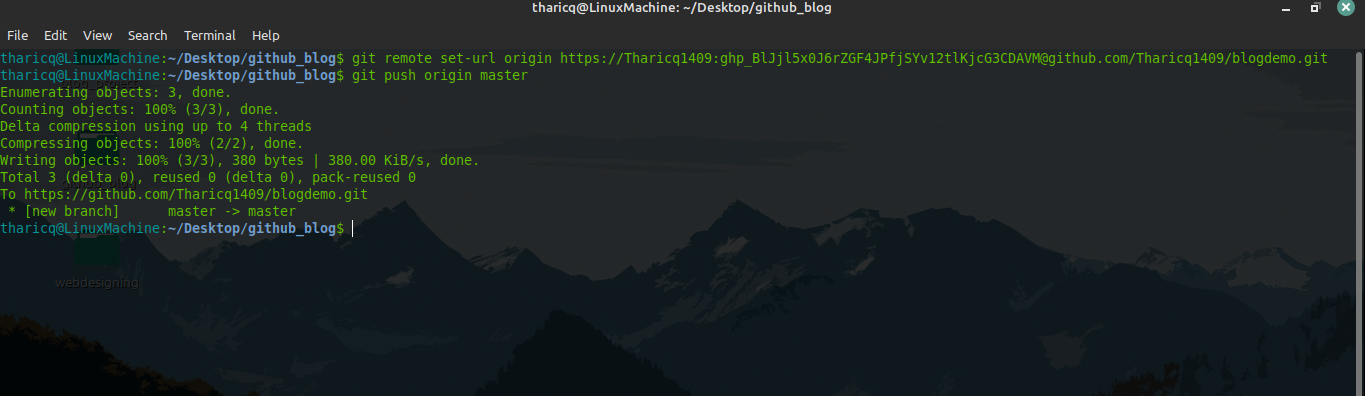 tharicq@LinuxMachine: ~/Desktop/github_blog
File Edit View Search Terminal Help
tharicq@LinuxMachine:~/Desktop/github_blog$ git remote set-url origin https://Tharicq1409:[access token omitted]@github.com/Tharicq1409/blogdemo.git
tharicq@LinuxMachine:~/Desktop/github_blog$ git push origin master
Enumerating objects: 3, done.
Counting objects: 100% (3/3), done.
Delta compression using up to 4 threads
Compressing objects: 100% (2/2), done.
Writing objects: 100% (3/3), 380 bytes | 380.00 KiB/s, done.
Total 3 (delta 0), reused 0 (delta 0), pack-reused 0
To https://github.com/Tharicq1409/blogdemo.git
 * [new branch]      master -> master
tharicq@LinuxMachine:~/Desktop/github_blog$
webdesigning